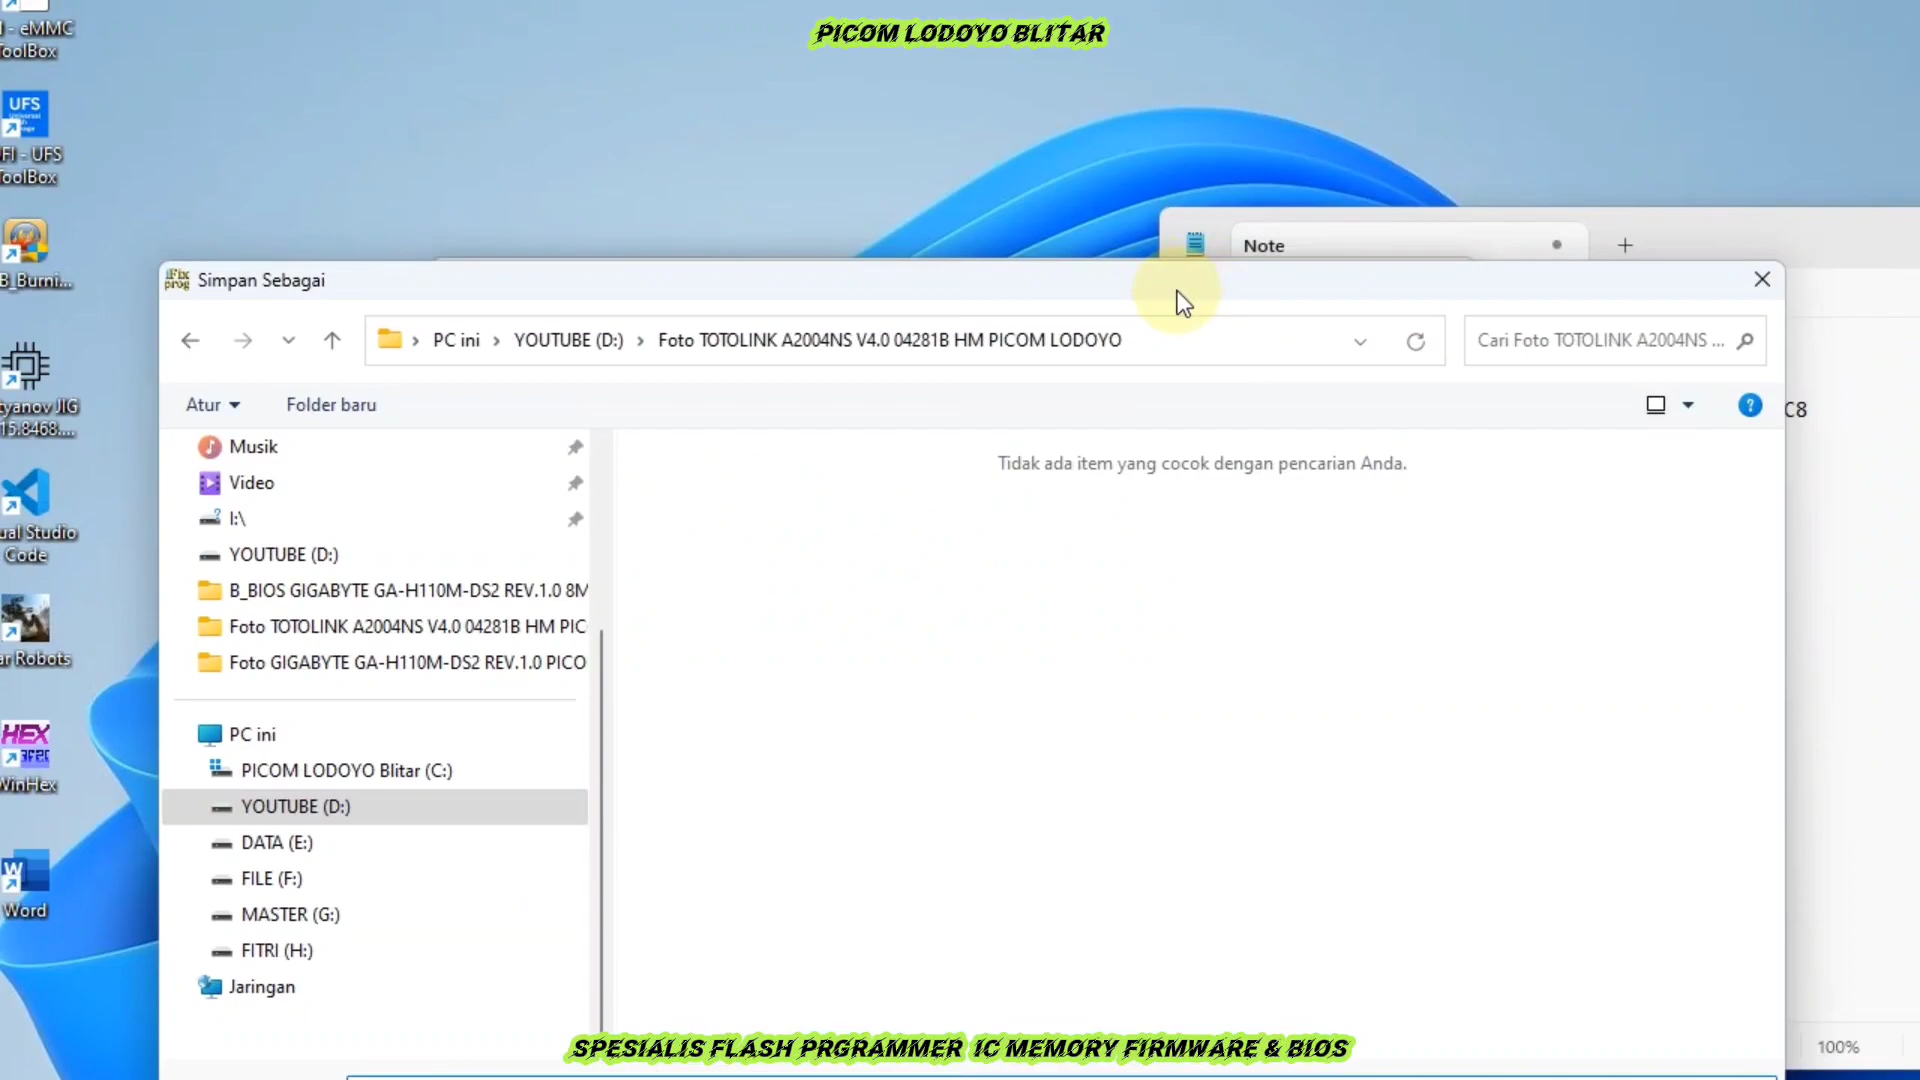 PICOM LODOYO BLITAR
- eMMC
ToolBox
UFS
FI - UFS
ToolBox
B_Burni...
tyanov JIG
15.8468....
ual Studio
Code
ar Robots
HEX
WinHex
Word
Note
Simpan Sebagai
PC ini
YOUTUBE (D:)
Foto TOTOLINK A2004NS V4.0 04281B HM PICOM LODOYO
Cari Foto TOTOLINK A2004NS ...
Atur
Folder baru
C8
Musik
Tidak ada item yang cocok dengan pencarian Anda.
Video
I:\
YOUTUBE (D:)
B_BIOS GIGABYTE GA-H110M-DS2 REV.1.0 8M
Foto TOTOLINK A2004NS V4.0 04281B HM PIC
Foto GIGABYTE GA-H110M-DS2 REV.1.0 PICO
PC ini
PICOM LODOYO Blitar (C:)
YOUTUBE (D:)
DATA (E:)
FILE (F:)
MASTER (G:)
FITRI (H:)
Jaringan
SPESIALIS FLASH PRGRAMMER IC MEMORY FIRMWARE & BIOS
100%